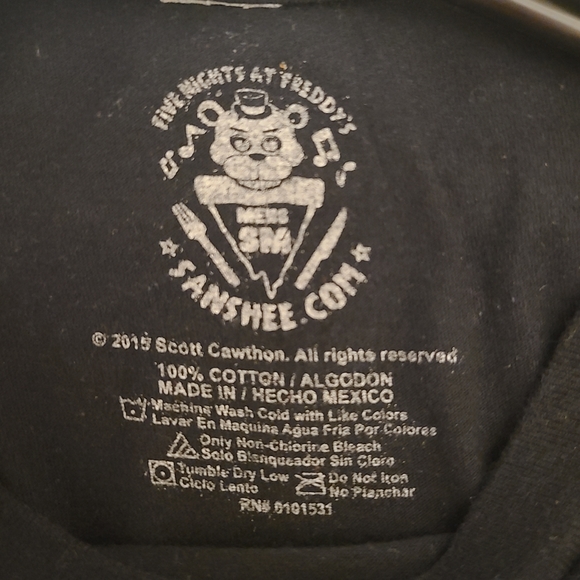 FIVE NIGHTS AT FREDDY'S
MENS
SM
SANSHEE.COM
© 2015 Scott Cawthon. All rights reserved
100% COTTON / ALGODON
MADE IN / HECHO MEXICO
Maching Wash Cold with Like Colors
Lavar En Maquina Agua Fria Por Colores
Only Non-Chlorine Bleach
Solo Blanqueador Sin Cloro
Tumble Dry Low Do Not Iron
Ciclo Lento No Planchar
RN# 0101531